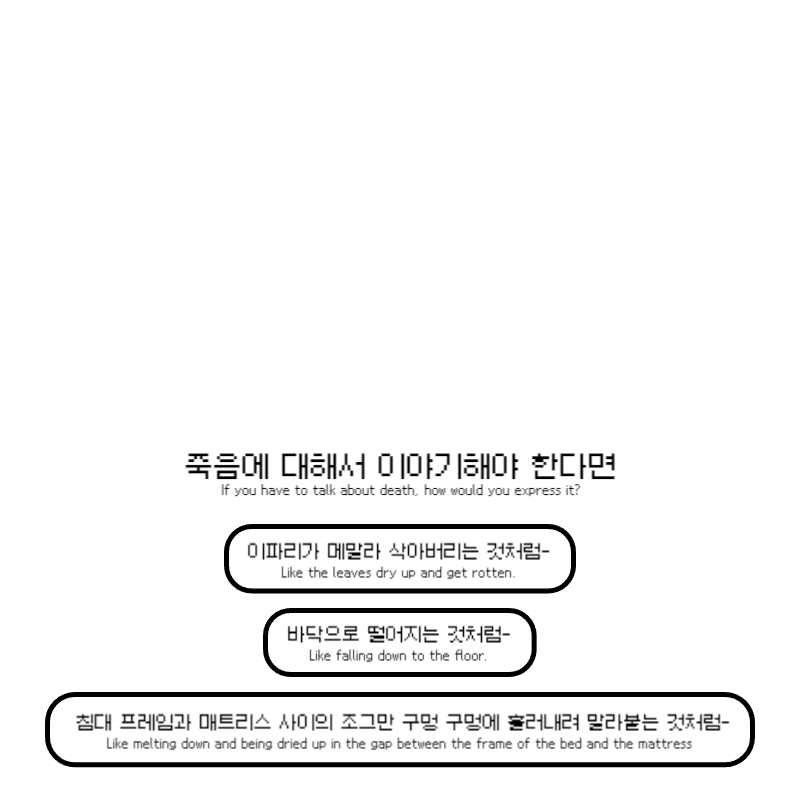 죽음에 대해서 이야기해야 한다면
If you have to talk about death, how would you express it?
이파리가 메말라 삭아버리는 것처럼-
Like the leaves dry up and get rotten.
바닥으로 떨어지는 것처럼-
Like falling down to the floor.
침대 프레임과 매트리스 사이의 조그만 구멍 구멍에 흘러내려 말라붙는 것처럼-
Like melting down and being dried up in the gap between the frame of the bed and the mattress